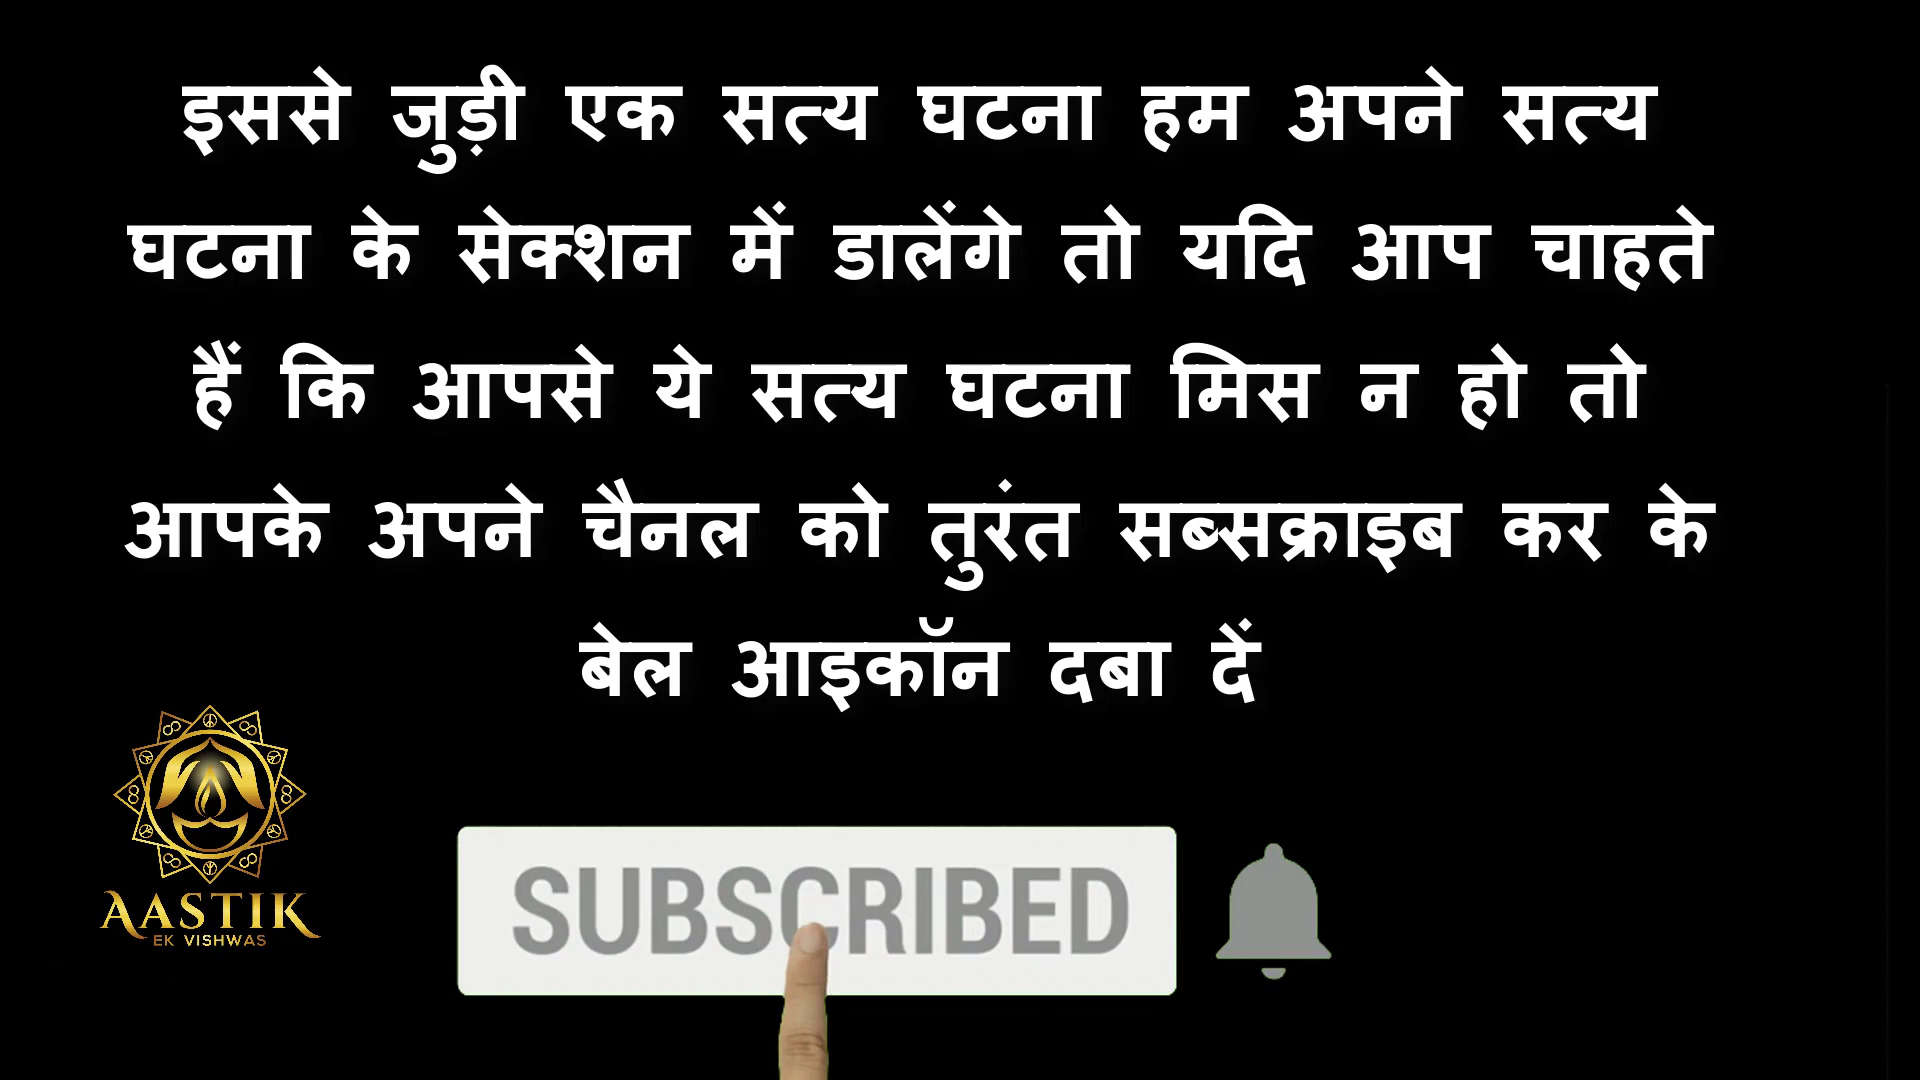 इससे जुड़ी एक सत्य घटना हम अपने सत्य
घटना के सेक्शन में डालेंगे तो यदि आप चाहते
हैं कि आपसे ये सत्य घटना मिस न हो तो
आपके अपने चैनल को तुरंत सब्सक्राइब कर के
बेल आइकॉन दबा दें
AASTIK
EK VISHWAS
SUBSCRIBED